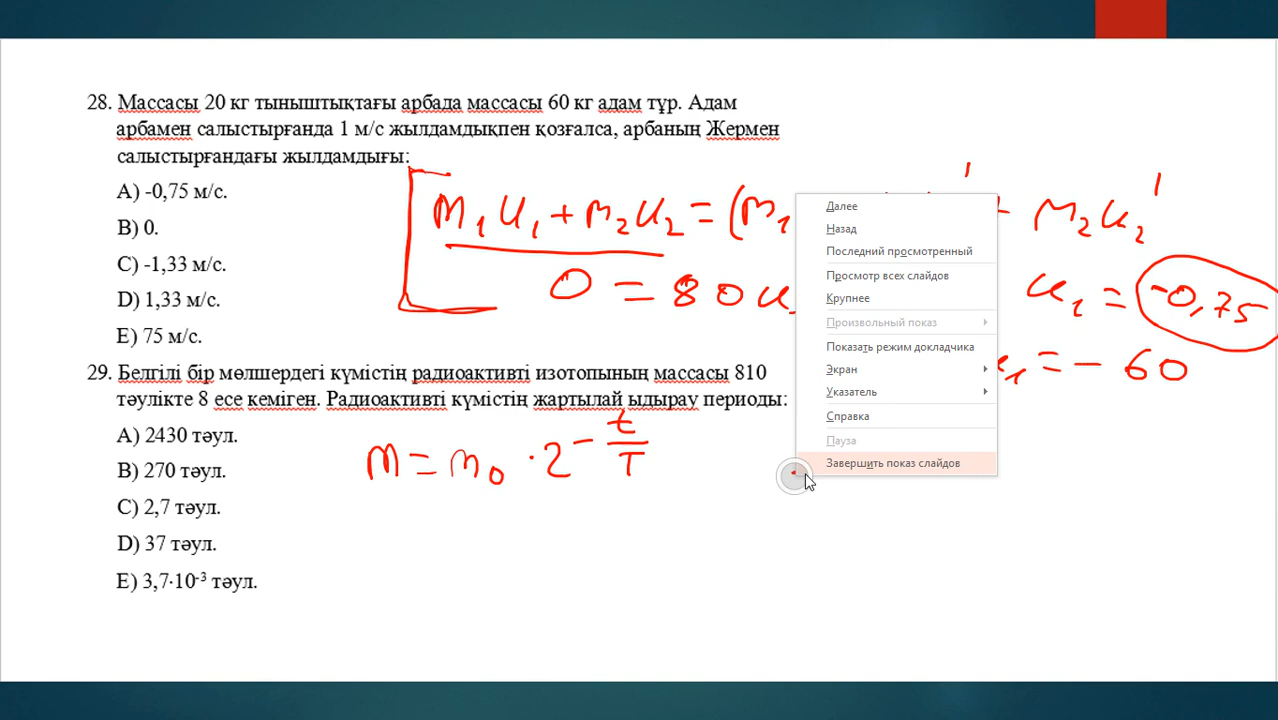 28. Массасы 20 кг тыныштықтағы арбада массасы 60 кг адам тұр. Адам
арбамен салыстырғанда 1 м/с жылдамдықпен қозғалса, арбаның Жермен
салыстырғандағы жылдамдығы:
A) -0,75 м/с.
B) 0.
C) -1,33 м/с.
D) 1,33 м/с.
E) 75 м/с.
m₁u₁ + m₂u₂ = (m₁
m₂u₂'
0 = 80u
u₁ = -0,75
₁ = - 60
29. Белгілі бір мөлшердегі күмістің радиоактивті изотопының массасы 810
тәулікте 8 есе кеміген. Радиоактивті күмістің жартылай ыдырау периоды:
A) 2430 тәул.
B) 270 тәул.
C) 2,7 тәул.
D) 37 тәул.
E) 3,7·10⁻³ тәул.
m = m₀ · 2^(-t/T)
Далее
Назад
Последний просмотренный
Просмотр всех слайдов
Крупнее
Произвольный показ
Показать режим докладчика
Экран
Указатель
Справка
Пауза
Завершить показ слайдов